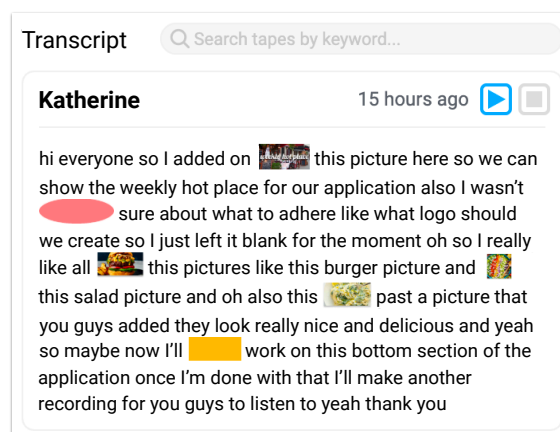 Transcript
Search tapes by keyword...
Katherine
15 hours ago
hi everyone so I added on this picture here so we can
show the weekly hot place for our application also I wasn't
sure about what to adhere like what logo should
we create so I just left it blank for the moment oh so I really
like all this pictures like this burger picture and
this salad picture and oh also this past a picture that
you guys added they look really nice and delicious and yeah
so maybe now I'll work on this bottom section of the
application once I'm done with that I'll make another
recording for you guys to listen to yeah thank you